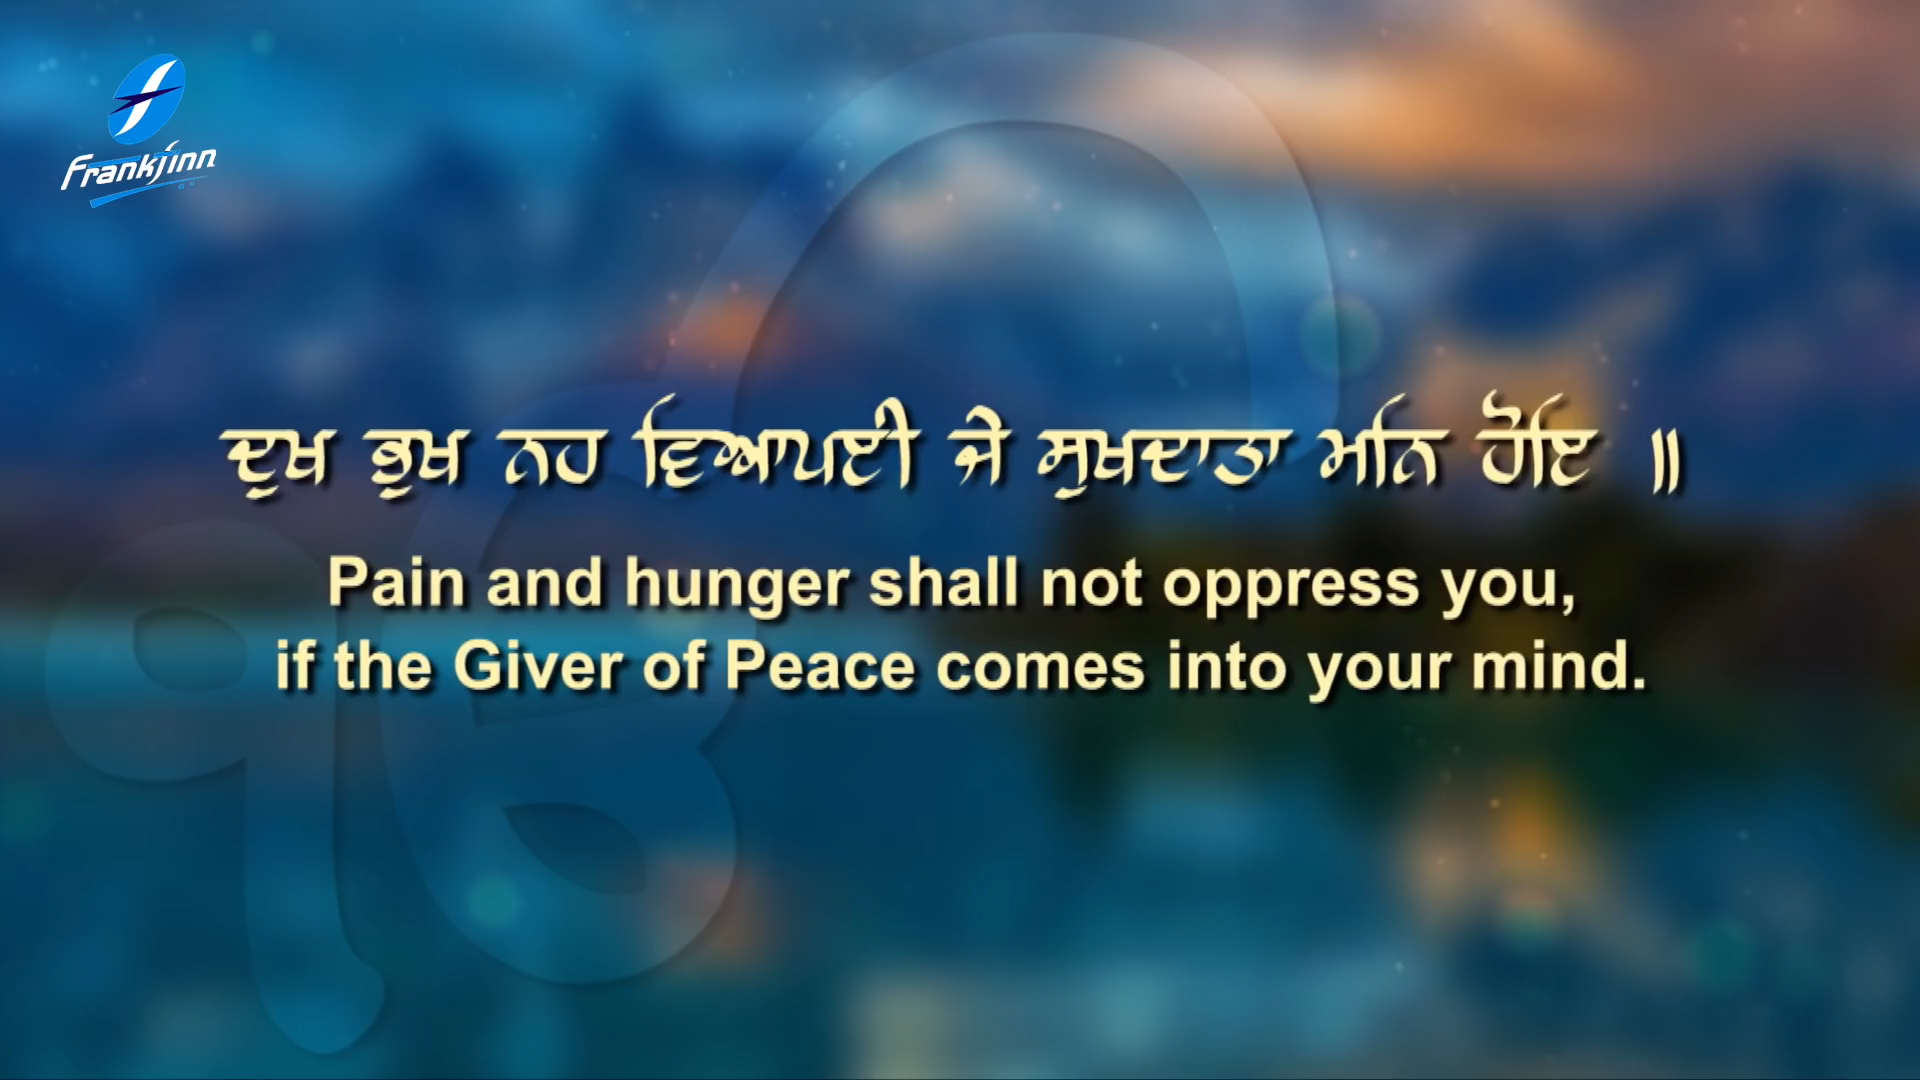 Frankfinn
ਦੁਖ ਭੁਖ ਨਹ ਵਿਆਪਈ ਜੇ ਸੁਖਦਾਤਾ ਮਨਿ ਹੋਇ ॥
Pain and hunger shall not oppress you,
if the Giver of Peace comes into your mind.
ੴ